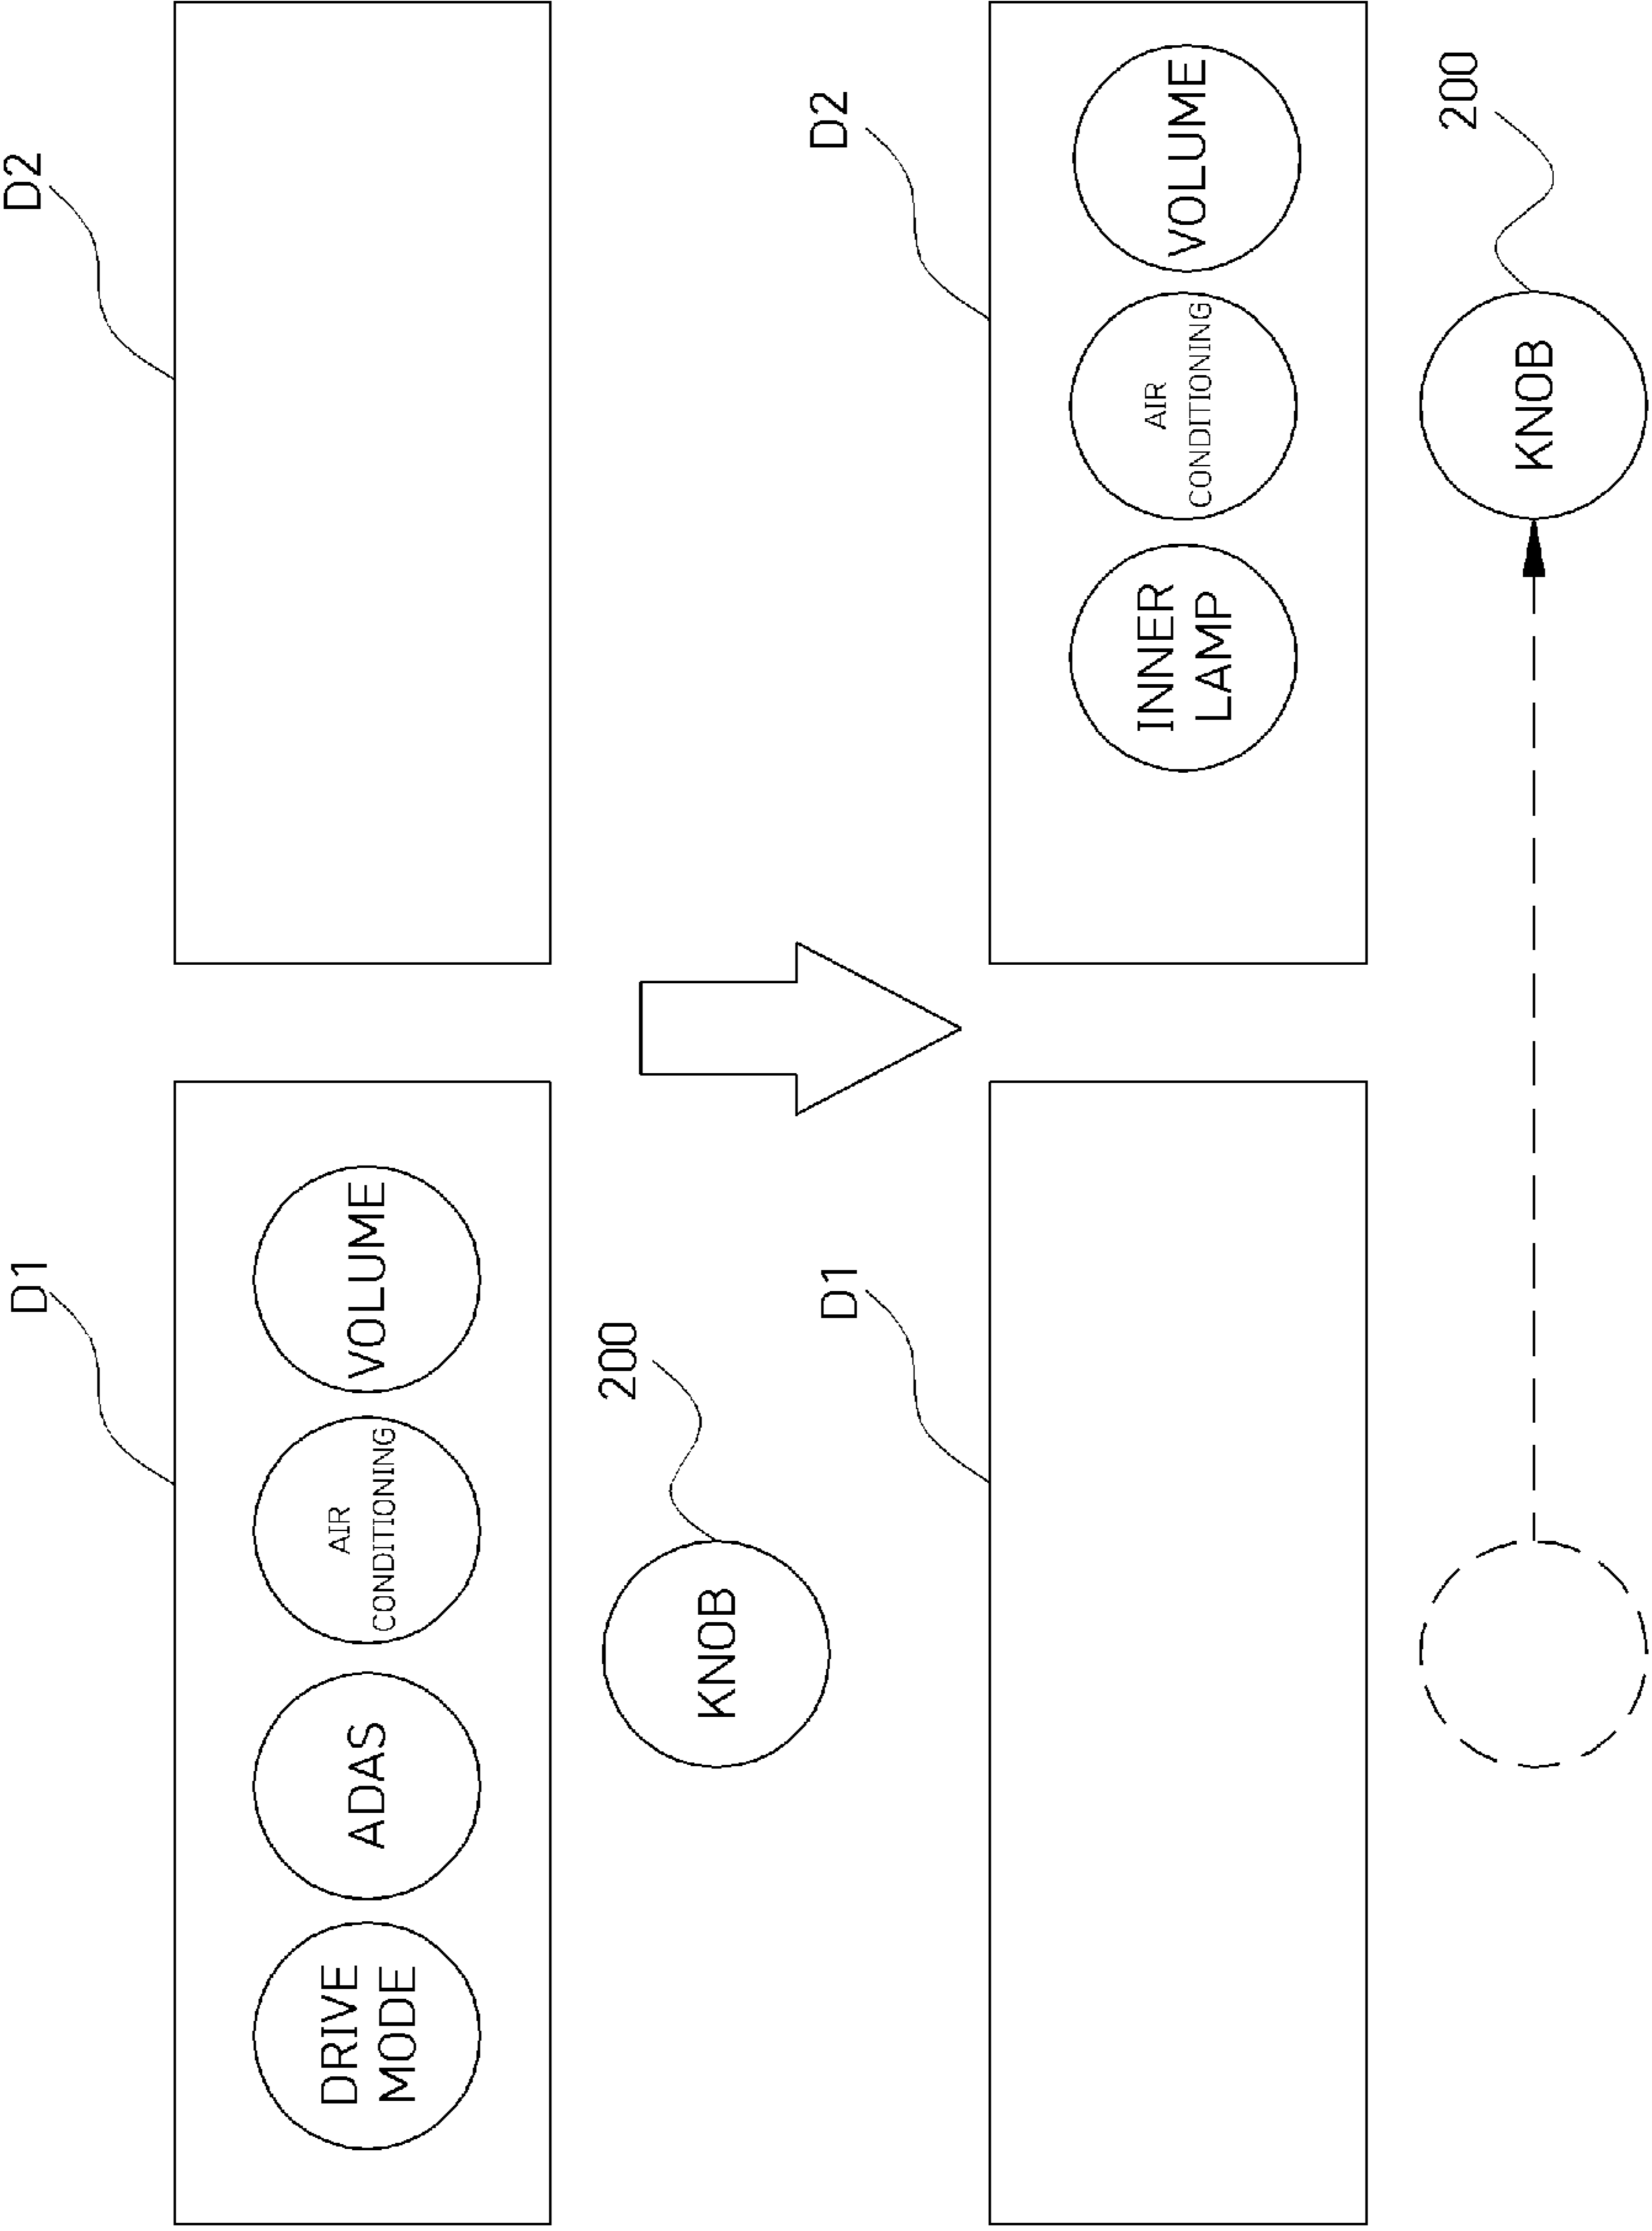 D1
D2
DRIVE
MODE
ADAS
AIR
CONDITIONING
VOLUME
200
KNOB
D1
D2
INNER
LAMP
AIR
CONDITIONING
VOLUME
200
KNOB